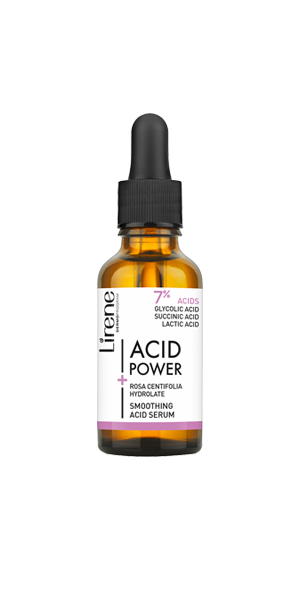 Lirene
7% ACIDS
GLYCOLIC ACID
SUCCINIC ACID
LACTIC ACID
ACID
POWER
+
ROSA CENTIFOLIA
HYDROLATE
SMOOTHING
ACID SERUM